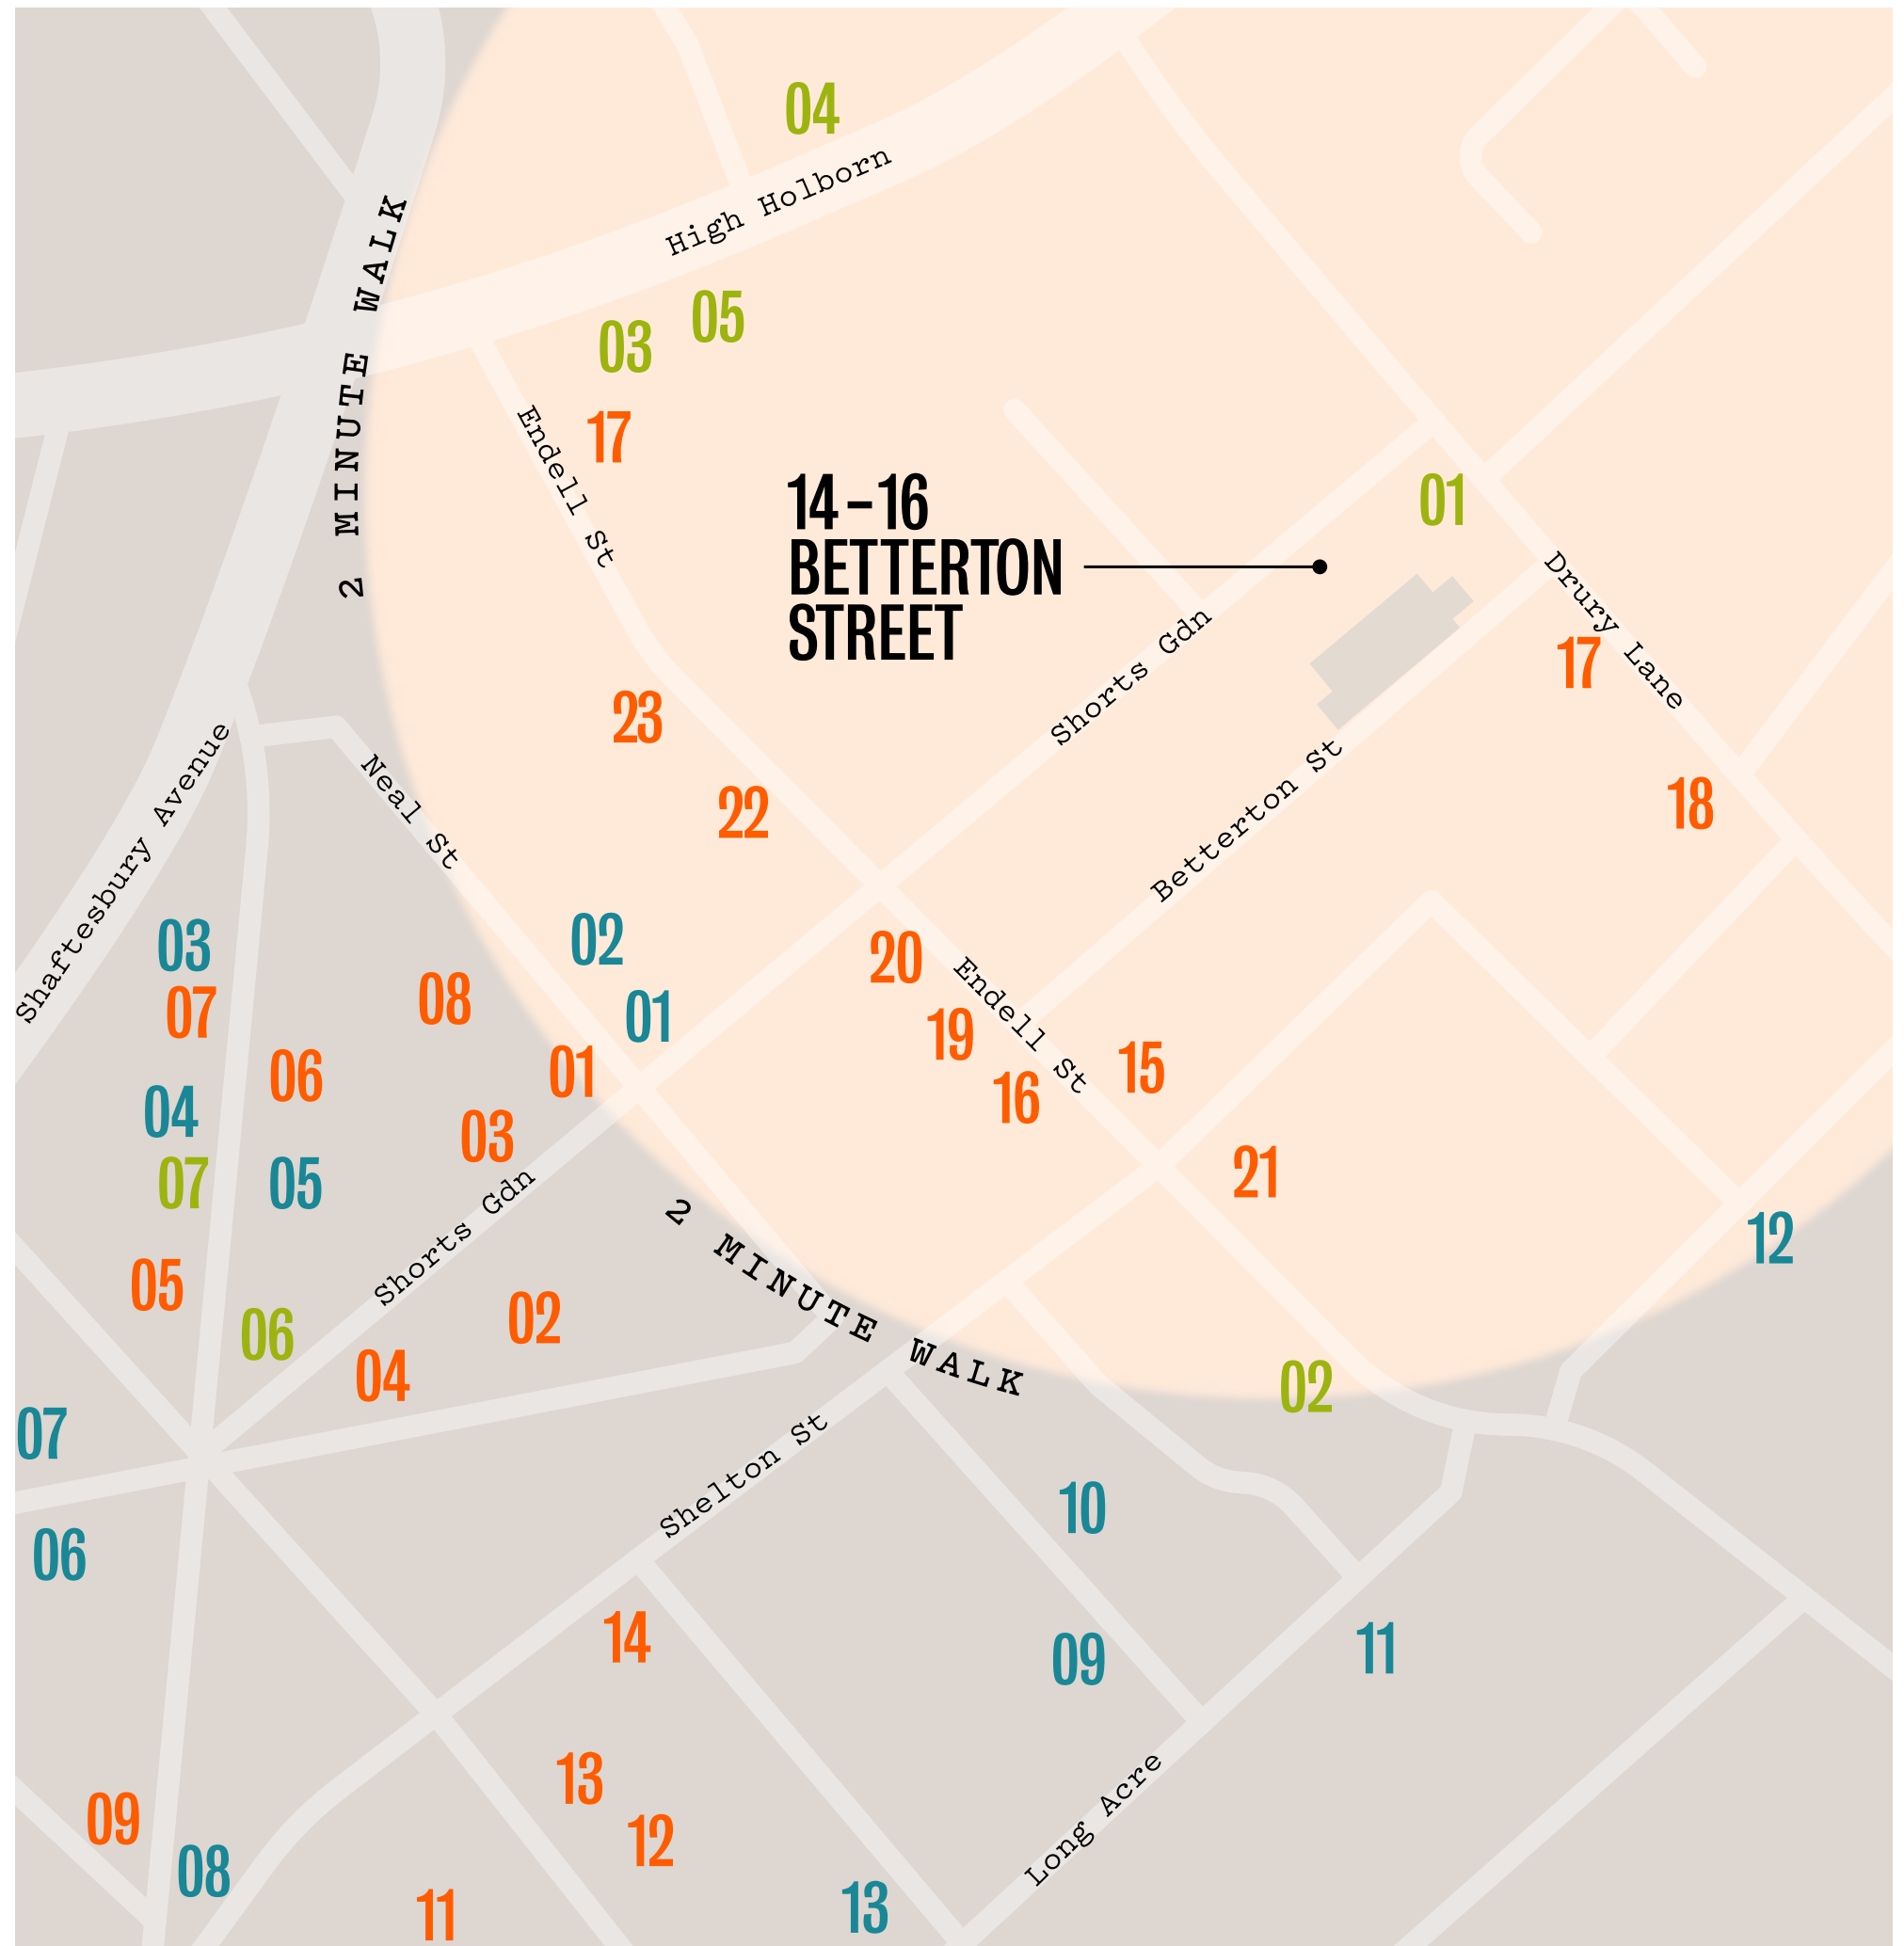 04
High Holborn
2 MINUTE WALK
05
03
17
Endell St
14–16
BETTERTON
STREET
01
Drury Lane
17
Shorts Gdn
23
Betterton St
18
22
Neal St
Shaftesbury Avenue
03
02
20
08
07
01
Endell St
19
06
01
15
16
04
03
21
07
05
Shorts Gdn
2 MINUTE WALK
12
05
02
06
04
02
07
Shelton St
10
06
14
09
11
13
09
12
Long Acre
08
11
13